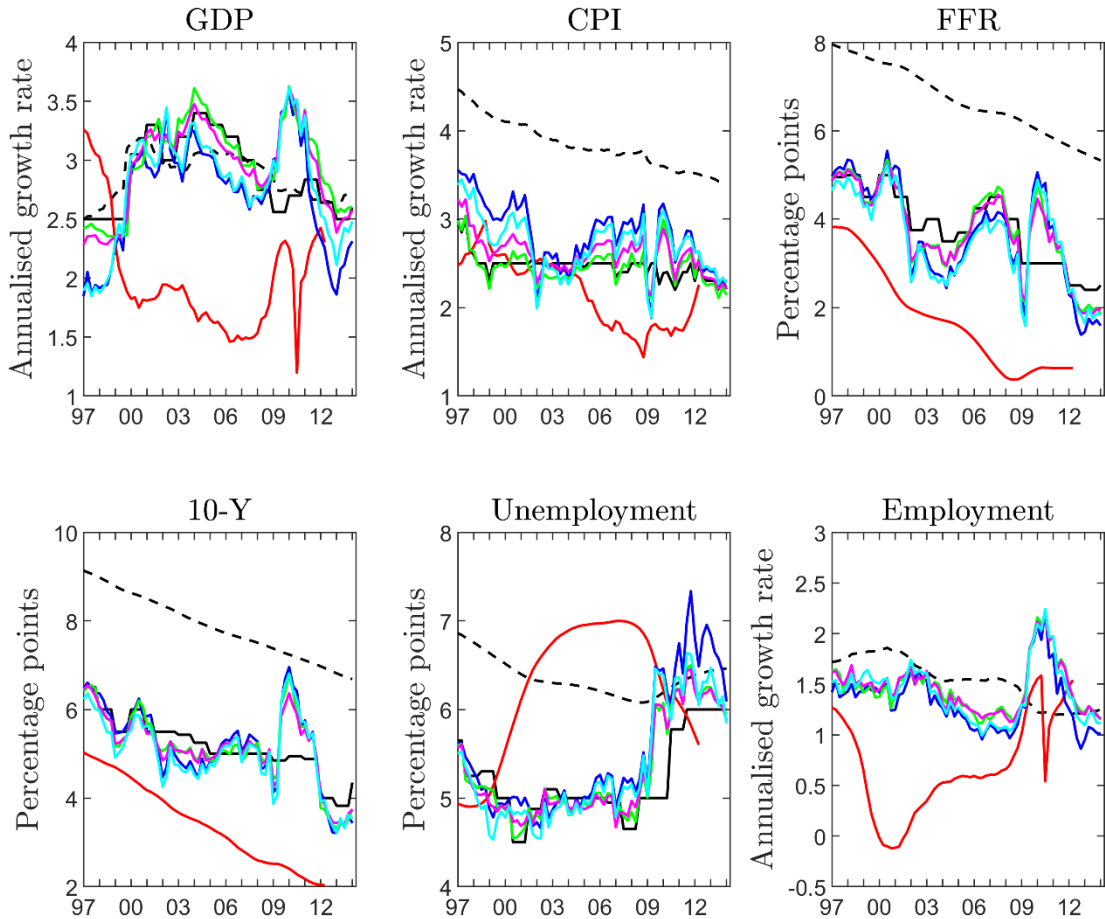 GDP
Annualised growth rate
4
3.5
3
2.5
2
1.5
1
97 00 03 06 09 12
CPI
Annualised growth rate
5
4
3
2
1
97 00 03 06 09 12
FFR
Percentage points
8
6
4
2
0
97 00 03 06 09 12
10-Y
Percentage points
10
8
6
4
2
97 00 03 06 09 12
Unemployment
Percentage points
8
7
6
5
4
97 00 03 06 09 12
Employment
Annualised growth rate
3
2.5
2
1.5
1
0.5
0
-0.5
97 00 03 06 09 12